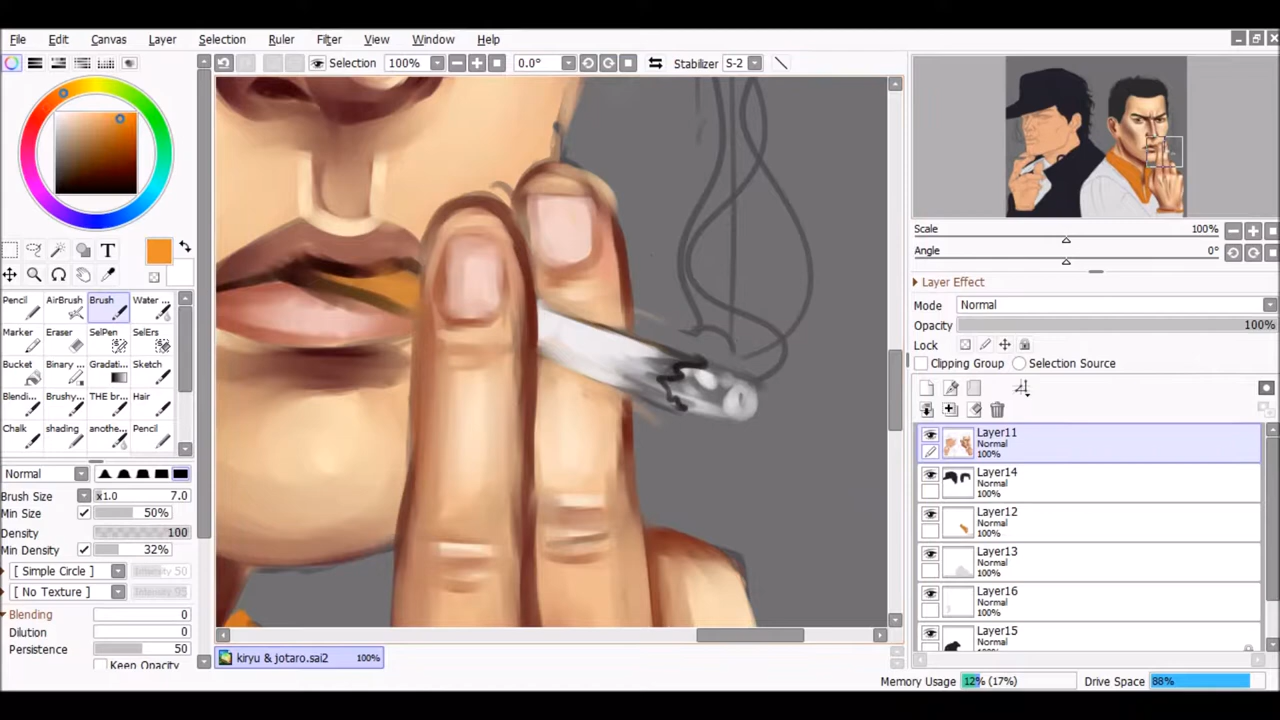 File Edit Canvas Layer Selection Ruler Filter View Window Help
Selection 100% 0.0° Stabilizer S-2
Scale 100%
Angle 0°
Layer Effect
Mode Normal
Opacity 100%
Lock
Clipping Group Selection Source
Layer11
Normal
100%
Layer14
Normal
100%
Layer12
Normal
100%
Layer13
Normal
100%
Layer16
Normal
100%
Layer15
Normal
T
Pencil AirBrush Brush Water ...
Marker Eraser SelPen SelErs
Bucket Binary ... Gradati... Sketch
Blendi... Brushy... THE br... Hair
Chalk shading anothe... Pencil
Normal
Brush Size x1.0 7.0
Min Size 50%
Density 100
Min Density 32%
[ Simple Circle ] Intensity 50
[ No Texture ] Intensity 95
Blending 0
Dilution 0
Persistence 50
Keep Opacity
kiryu & jotaro.sai2 100%
Memory Usage 12% (17%) Drive Space 88%